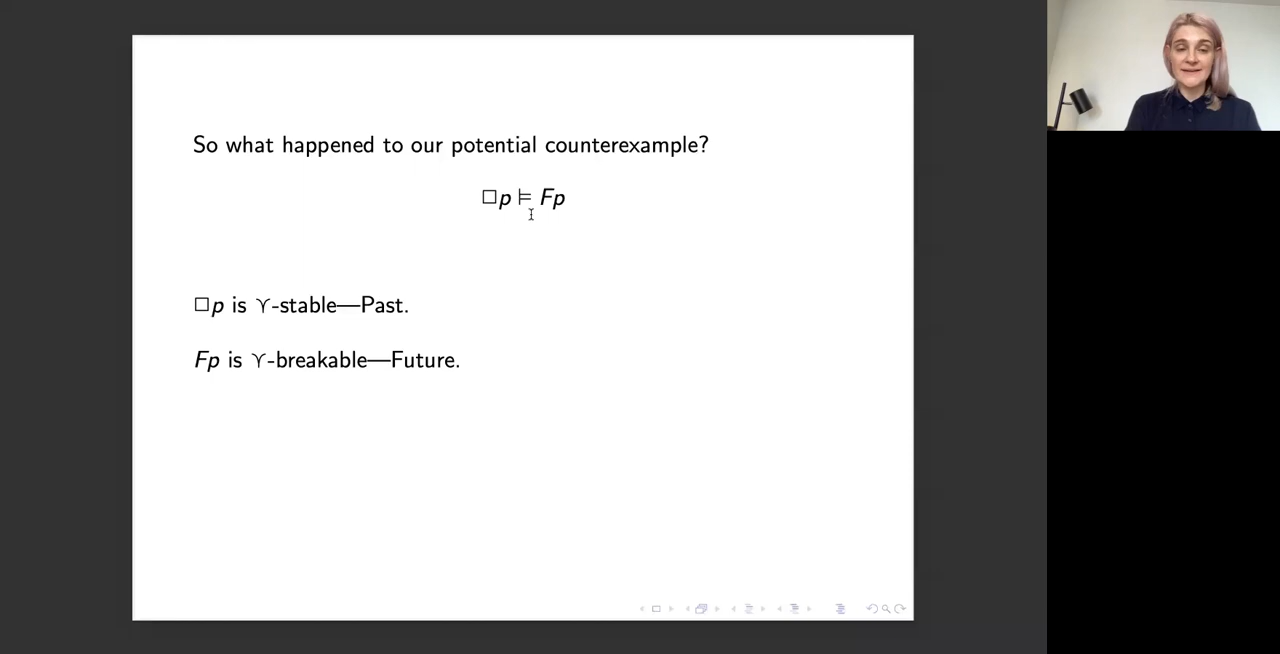 So what happened to our potential counterexample?
□p ⊨ Fp
□p is ϒ-stable—Past.
Fp is ϒ-breakable—Future.